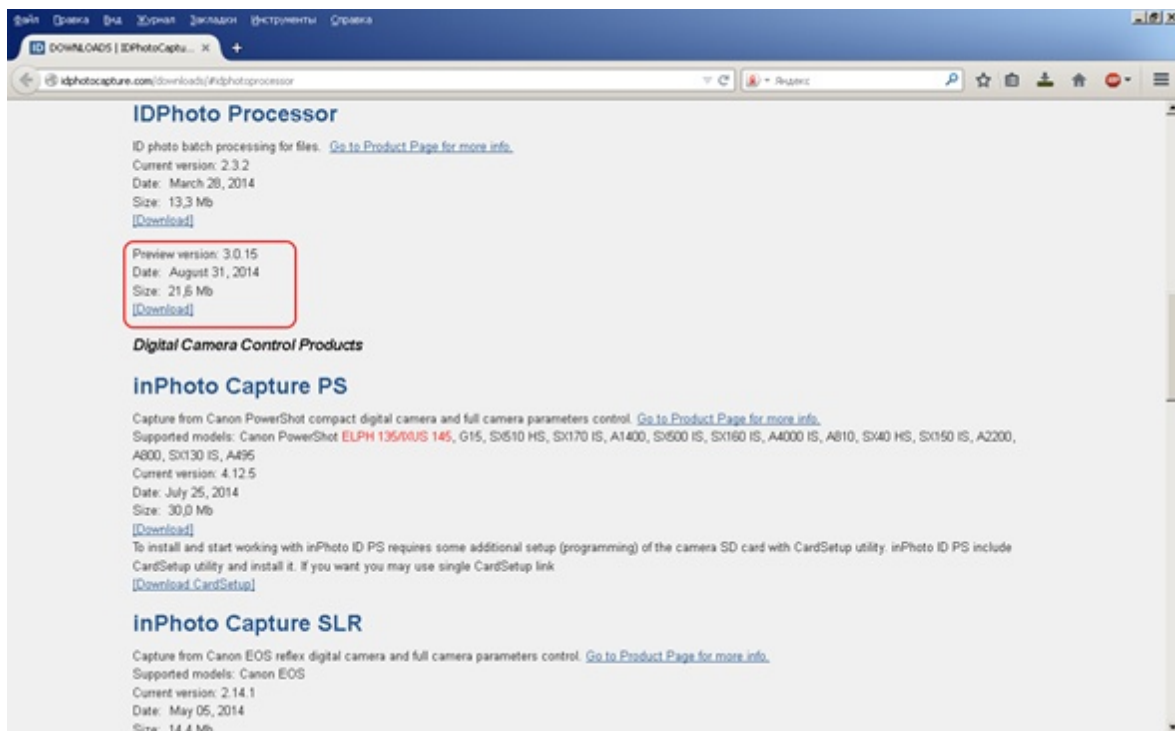 Файл Правка Вид Журнал Закладки Инструменты Справка
DOWNLOADS | IDPhotoCaptu...
idphotocapture.com/downloads/#idphotoprocessor
Яндекс
IDPhoto Processor
ID photo batch processing for files. Go to Product Page for more info.
Current version: 2.3.2
Date: March 28, 2014
Size: 13,3 Mb
[Download]
Preview version: 3.0.15
Date: August 31, 2014
Size: 21,6 Mb
[Download]
Digital Camera Control Products
inPhoto Capture PS
Capture from Canon PowerShot compact digital camera and full camera parameters control. Go to Product Page for more info.
Supported models: Canon PowerShot ELPH 135/IXUS 145, G15, SX510 HS, SX170 IS, A1400, SX500 IS, SX160 IS, A4000 IS, A810, SX40 HS, SX150 IS, A2200,
A800, SX130 IS, A495
Current version: 4.12.5
Date: July 25, 2014
Size: 30,0 Mb
[Download]
To install and start working with inPhoto ID PS requires some additional setup (programming) of the camera SD card with CardSetup utility. inPhoto ID PS include
CardSetup utility and install it. If you want you may use single CardSetup link
[Download CardSetup]
inPhoto Capture SLR
Capture from Canon EOS reflex digital camera and full camera parameters control. Go to Product Page for more info.
Supported models: Canon EOS
Current version: 2.14.1
Date: May 05, 2014
Size: 14,4 Mb